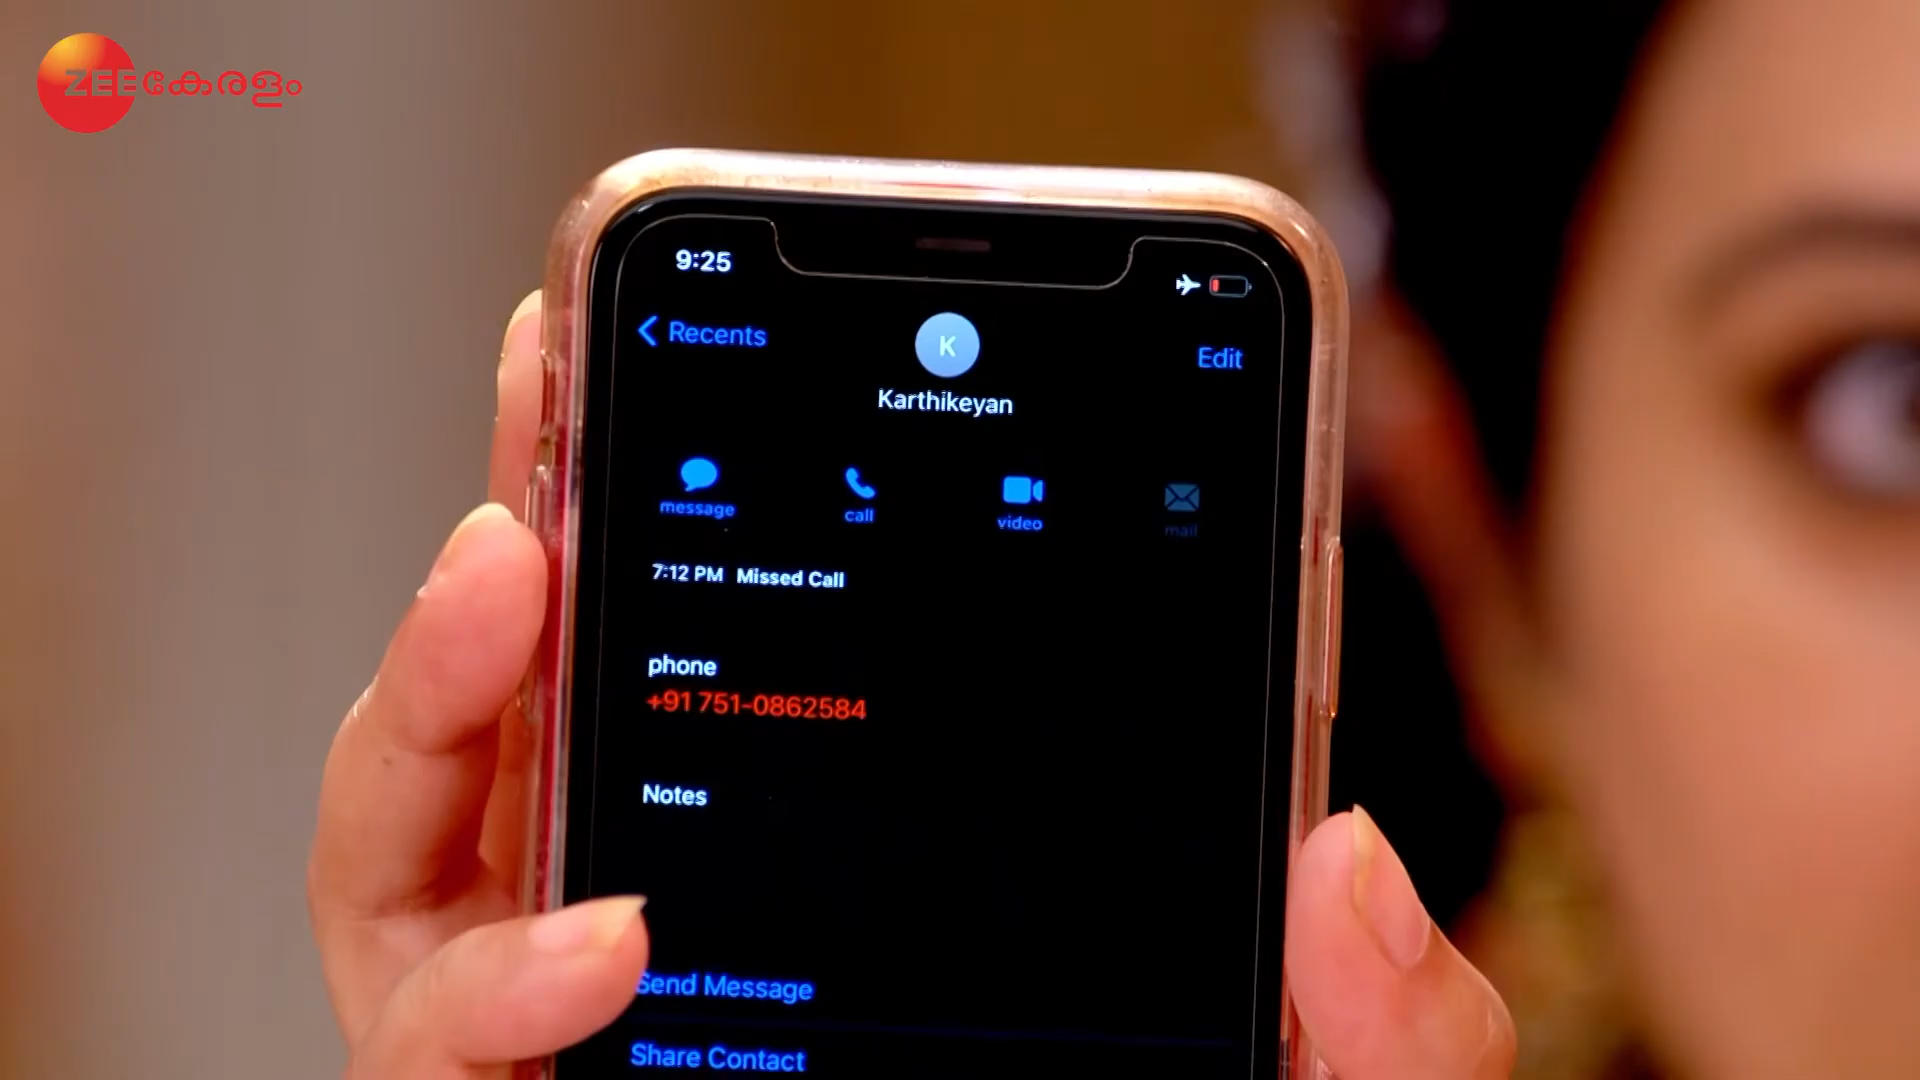 ZEEകേരളം
9:25
Recents
K
Edit
Karthikeyan
message
call
video
mail
7:12 PM Missed Call
phone
+91 751-0862584
Notes
Send Message
Share Contact